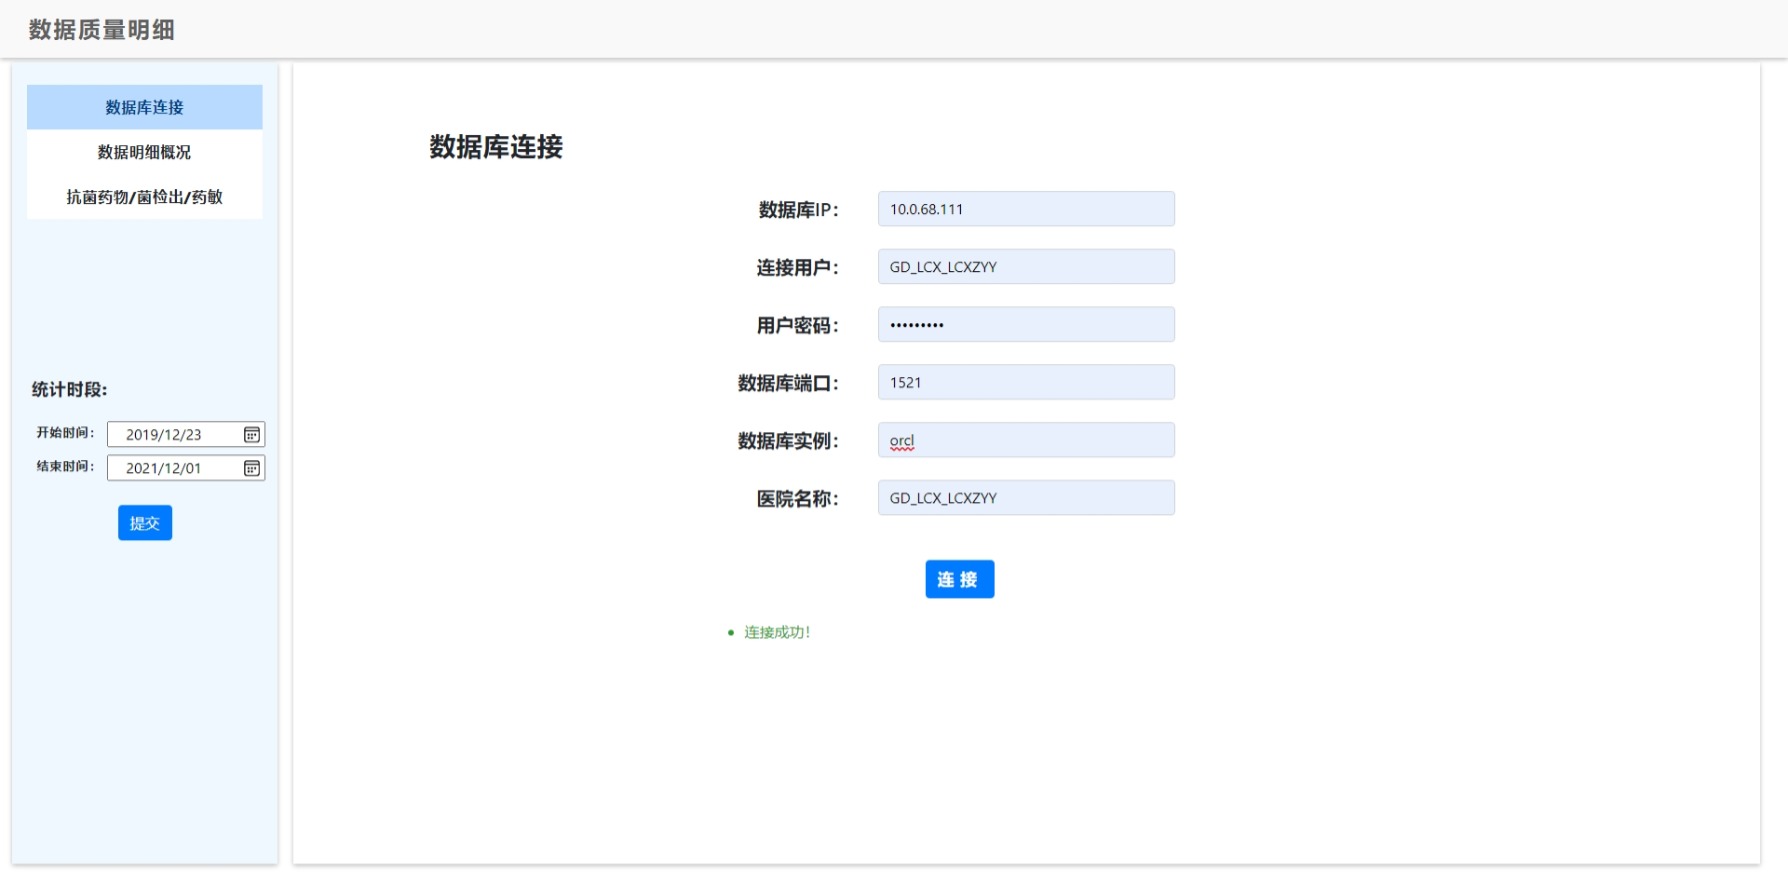 数据质量明细
数据库连接
数据明细概况
抗菌药物/菌检出/药敏
统计时段:
开始时间: 2019/12/23
结束时间: 2021/12/01
提交
数据库连接
数据库IP: 10.0.68.111
连接用户: GD_LCX_LCXZYY
用户密码: •••••••••
数据库端口: 1521
数据库实例: orcl
医院名称: GD_LCX_LCXZYY
连 接
• 连接成功!